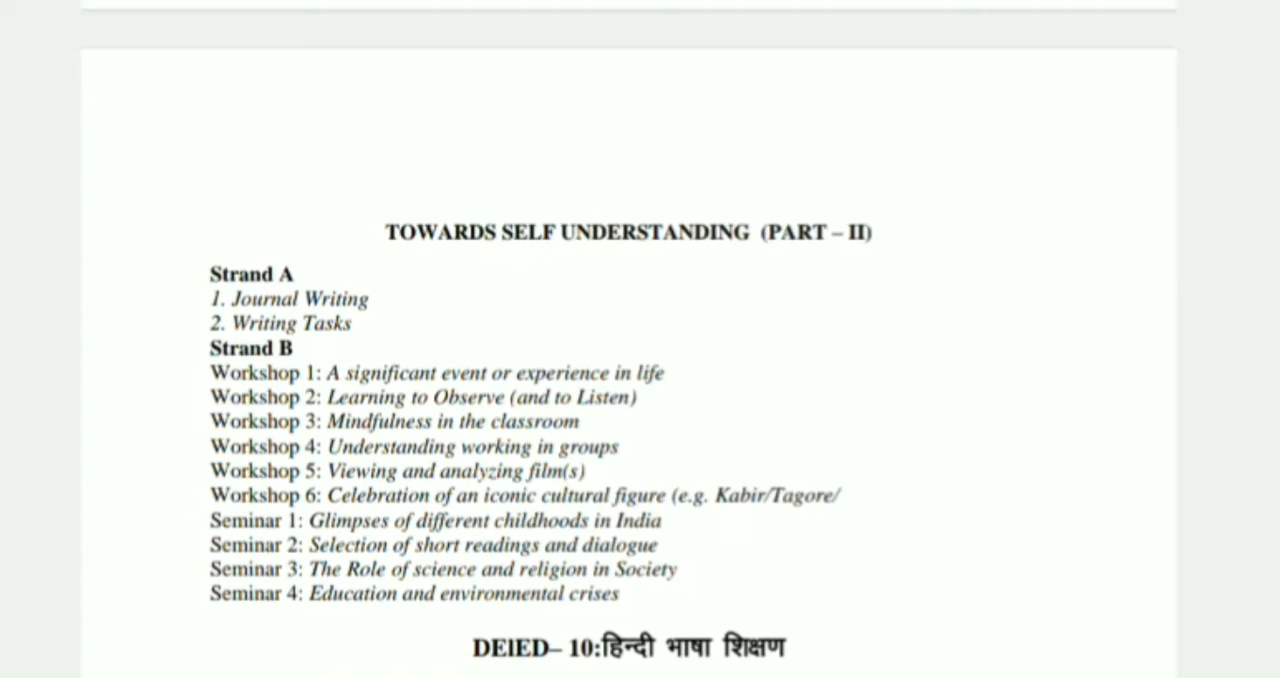 TOWARDS SELF UNDERSTANDING (PART – II)
Strand A
1. Journal Writing
2. Writing Tasks
Strand B
Workshop 1: A significant event or experience in life
Workshop 2: Learning to Observe (and to Listen)
Workshop 3: Mindfulness in the classroom
Workshop 4: Understanding working in groups
Workshop 5: Viewing and analyzing film(s)
Workshop 6: Celebration of an iconic cultural figure (e.g. Kabir/Tagore/
Seminar 1: Glimpses of different childhoods in India
Seminar 2: Selection of short readings and dialogue
Seminar 3: The Role of science and religion in Society
Seminar 4: Education and environmental crises
DElED– 10:हिन्दी भाषा शिक्षण